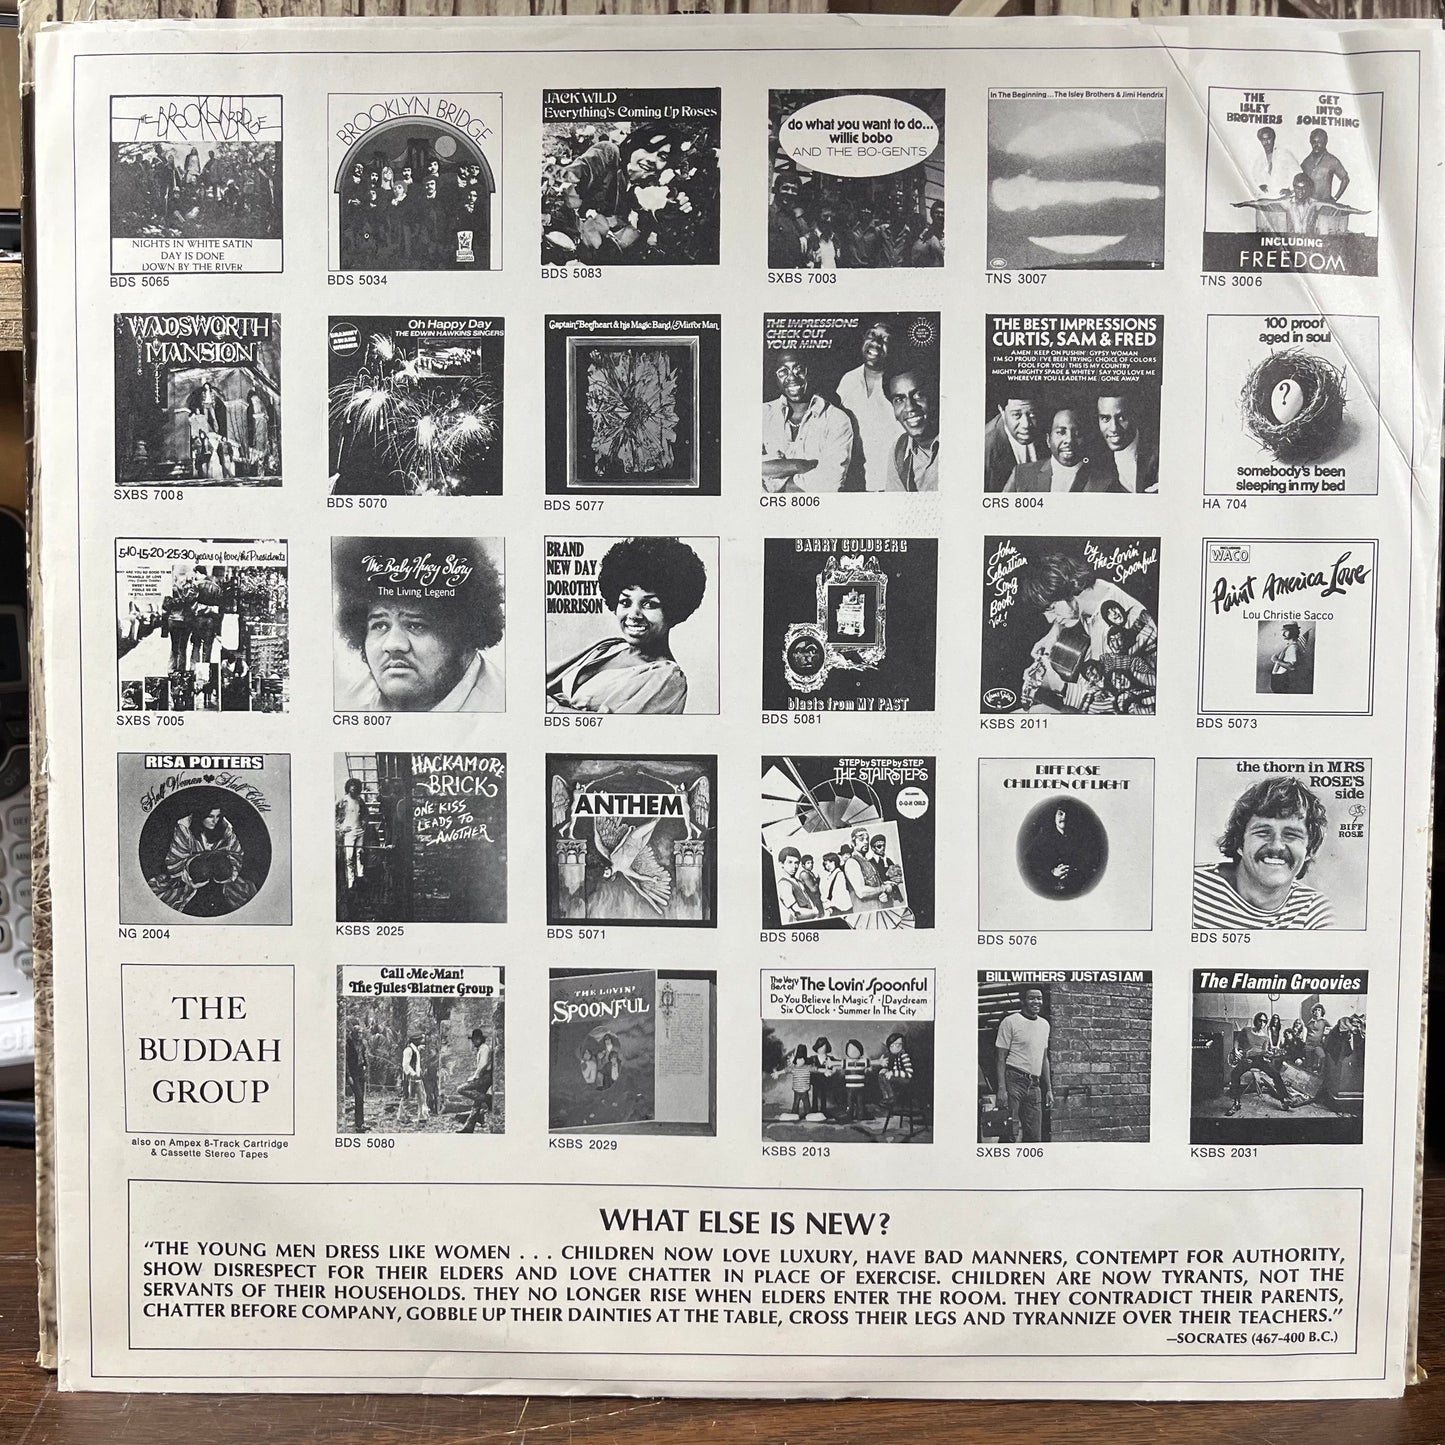 THE BROOKLYN BRIDGE
NIGHTS IN WHITE SATIN
DAY IS DONE
DOWN BY THE RIVER
BDS 5065
BROOKLYN BRIDGE
BDS 5034
JACK WILD
Everything's Coming Up Roses
BDS 5083
do what you want to do...
willie bobo
AND THE BO-GENTS
SXBS 7003
In The Beginning... The Isley Brothers & Jimi Hendrix
TNS 3007
THE ISLEY BROTHERS
GET INTO SOMETHING
INCLUDING
FREEDOM
TNS 3006
WADSWORTH
MANSION
SXBS 7008
Oh Happy Day
THE EDWIN HAWKINS SINGERS
BDS 5070
Captain Beefheart & his Magic Band/Mirror Man
BDS 5077
THE IMPRESSIONS
CHECK OUT
YOUR MIND!
CRS 8006
THE BEST IMPRESSIONS
CURTIS, SAM & FRED
AMEN | KEEP ON PUSHIN' | GYPSY WOMAN
I'M SO PROUD | I'VE BEEN TRYING | CHOICE OF COLORS
FOOL FOR YOU | THIS IS MY COUNTRY
MIGHTY MIGHTY SPADE & WHITEY | SAY YOU LOVE ME
WHEREVER YOU LEADETH ME | GONE AWAY
CRS 8004
100 proof
aged in soul
?
somebody's been
sleeping in my bed
HA 704
5-10-15-20-25-30 years of love/the Presidents
SXBS 7005
The Baby Huey Story
The Living Legend
CRS 8007
BRAND
NEW DAY
DOROTHY
MORRISON
BDS 5067
BARRY GOLDBERG
blasts from MY PAST
BDS 5081
John
Sebastian
Song
Book
Vol. 1
by
the Lovin'
Spoonful
KSBS 2011
WACO
Paint America Love
Lou Christie Sacco
BDS 5073
RISA POTTERS
Half Woman Half Child
NG 2004
HACKAMORE
BRICK
ONE KISS
LEADS TO
ANOTHER
KSBS 2025
ANTHEM
BDS 5071
STEP by STEP by STEP
THE STAIRSTEPS
O-O-H CHILD
BDS 5068
BIFF ROSE
CHILDREN OF LIGHT
BDS 5076
the thorn in MRS
ROSE'S
side
BIFF
ROSE
BDS 5075
THE
BUDDAH
GROUP
also on Ampex 8-Track Cartridge
& Cassette Stereo Tapes
Call Me Man!
The Jules Blatner Group
BDS 5080
THE LOVIN'
SPOONFUL
KSBS 2029
The Very
Best of The Lovin' Spoonful
Do You Believe In Magic? • Daydream
Six O'Clock • Summer In The City
KSBS 2013
BILL WITHERS JUST AS I AM
SXBS 7006
The Flamin Groovies
KSBS 2031
WHAT ELSE IS NEW?
"THE YOUNG MEN DRESS LIKE WOMEN . . . CHILDREN NOW LOVE LUXURY, HAVE BAD MANNERS, CONTEMPT FOR AUTHORITY,
SHOW DISRESPECT FOR THEIR ELDERS AND LOVE CHATTER IN PLACE OF EXERCISE. CHILDREN ARE NOW TYRANTS, NOT THE
SERVANTS OF THEIR HOUSEHOLDS. THEY NO LONGER RISE WHEN ELDERS ENTER THE ROOM. THEY CONTRADICT THEIR PARENTS,
CHATTER BEFORE COMPANY, GOBBLE UP THEIR DAINTIES AT THE TABLE, CROSS THEIR LEGS AND TYRANNIZE OVER THEIR TEACHERS."
—SOCRATES (467-400 B.C.)